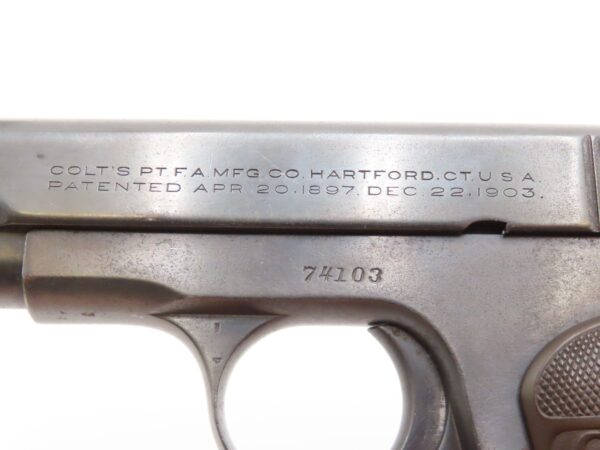 COLT'S PT. F. A. MFG. CO. HARTFORD. CT. U. S. A.
PATENTED APR. 20. 1897. DEC. 22. 1903.
74103